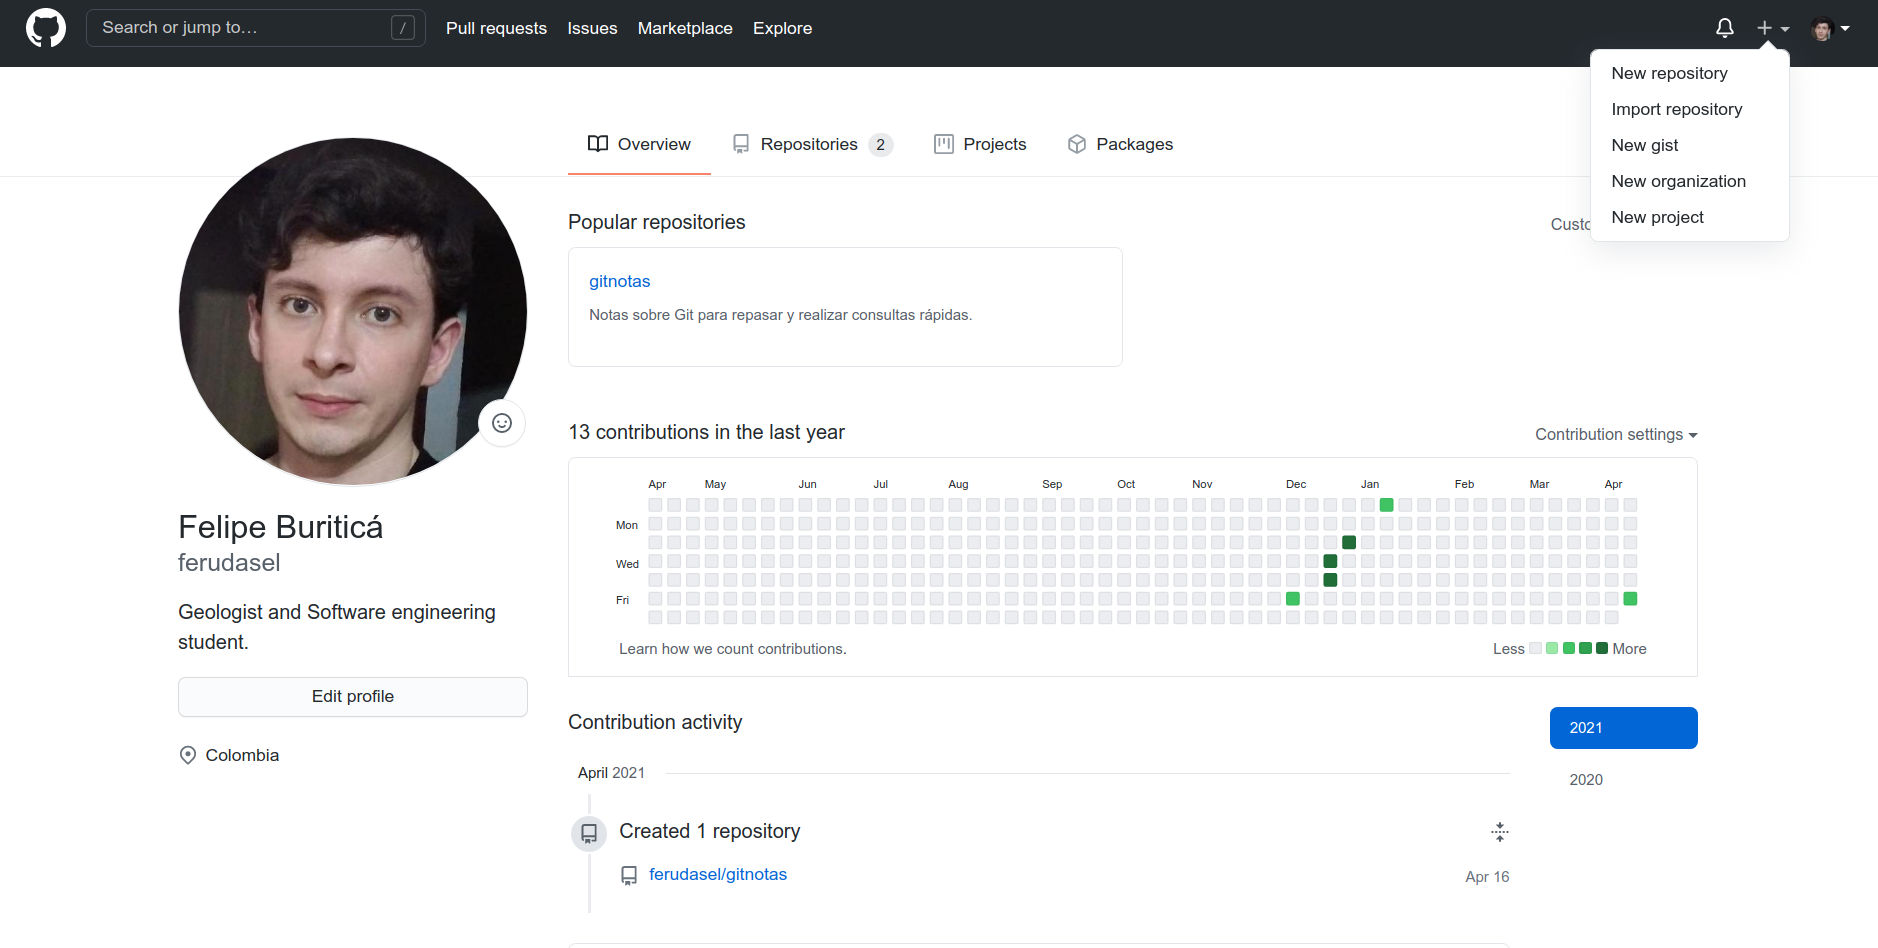 Search or jump to…
/
Pull requests
Issues
Marketplace
Explore
New repository
Import repository
New gist
New organization
New project
Overview
Repositories 2
Projects
Packages
Popular repositories
Custo
gitnotas
Notas sobre Git para repasar y realizar consultas rápidas.
Felipe Buriticá
ferudasel
Geologist and Software engineering
student.
Edit profile
Colombia
13 contributions in the last year
Contribution settings
Apr May Jun Jul Aug Sep Oct Nov Dec Jan Feb Mar Apr
Mon
Wed
Fri
Learn how we count contributions.
Less More
Contribution activity
2021
2020
April 2021
Created 1 repository
ferudasel/gitnotas
Apr 16